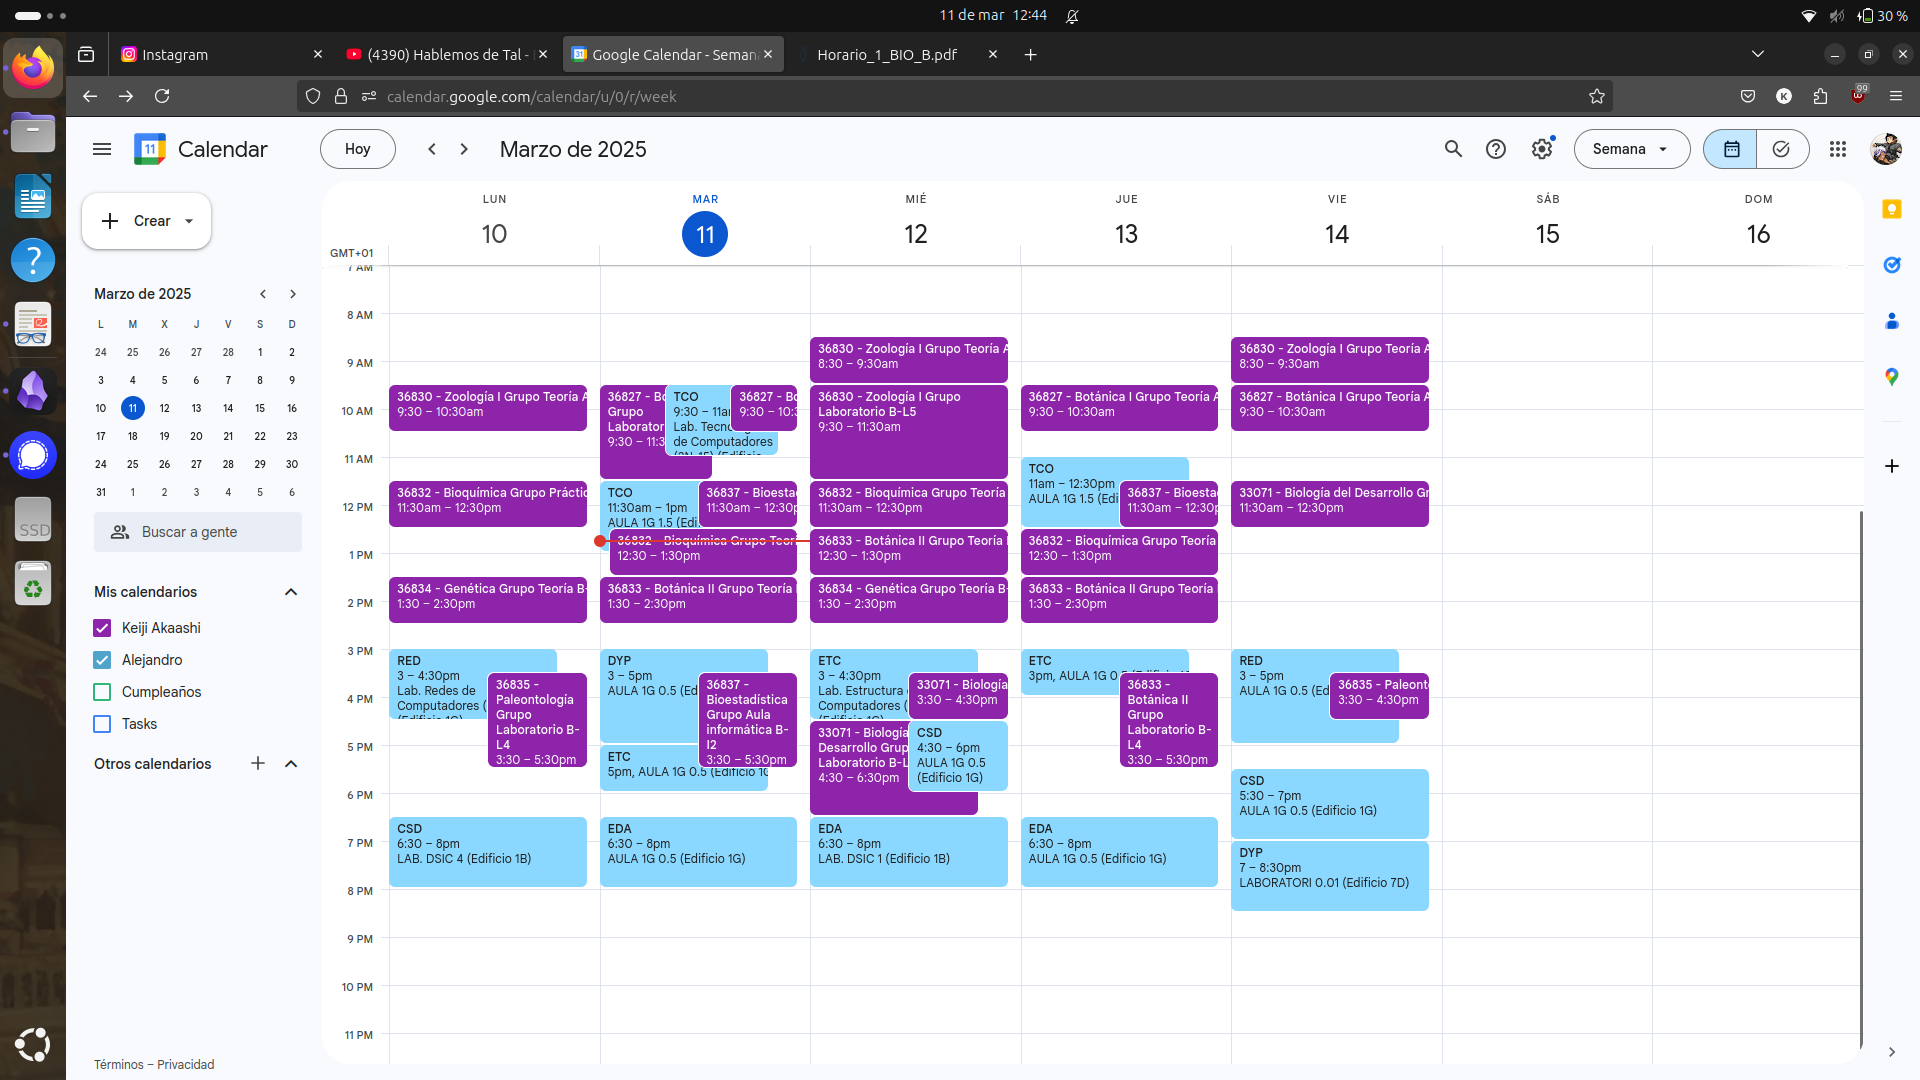 11 de mar 12:44
30 %
Instagram
(4390) Hablemos de Tal -
Google Calendar - Seman
Horario_1_BIO_B.pdf
calendar.google.com/calendar/u/0/r/week
K
99
11
Calendar
Hoy
Marzo de 2025
Semana
Crear
Marzo de 2025
L M X J V S D
24 25 26 27 28 1 2
3 4 5 6 7 8 9
10 11 12 13 14 15 16
17 18 19 20 21 22 23
24 25 26 27 28 29 30
31 1 2 3 4 5 6
Buscar a gente
Mis calendarios
Keiji Akaashi
Alejandro
Cumpleaños
Tasks
Otros calendarios
Términos – Privacidad
SSD
GMT+01
LUN
10
MAR
11
MIÉ
12
JUE
13
VIE
14
SÁB
15
DOM
16
7 AM
8 AM
9 AM
10 AM
11 AM
12 PM
1 PM
2 PM
3 PM
4 PM
5 PM
6 PM
7 PM
8 PM
9 PM
10 PM
11 PM
36830 - Zoología I Grupo Teoría A
9:30 – 10:30am
36832 - Bioquímica Grupo Práctic
11:30am – 12:30pm
36834 - Genética Grupo Teoría B-
1:30 – 2:30pm
RED
3 – 4:30pm
Lab. Redes de
Computadores (
(Edificio 1G)
36835 -
Paleontología
Grupo
Laboratorio B-
L4
3:30 – 5:30pm
CSD
6:30 – 8pm
LAB. DSIC 4 (Edificio 1B)
36827 - Bo
Grupo
Laborator
9:30 – 11:3
TCO
9:30 – 11am
Lab. Tecno
de Computadores
36827 - Bo
9:30 – 10:3
TCO
11:30am – 1pm
AULA 1G 1.5 (Edi
36837 - Bioesta
11:30am – 12:30p
36832 - Bioquímica Grupo Teorí
12:30 – 1:30pm
36833 - Botánica II Grupo Teoría
1:30 – 2:30pm
DYP
3 – 5pm
AULA 1G 0.5 (Ed
36837 -
Bioestadística
Grupo Aula
informática B-
I2
3:30 – 5:30pm
ETC
5pm, AULA 1G 0.5 (Edificio 1G
EDA
6:30 – 8pm
AULA 1G 0.5 (Edificio 1G)
36830 - Zoología I Grupo Teoría A
8:30 – 9:30am
36830 - Zoología I Grupo
Laboratorio B-L5
9:30 – 11:30am
36832 - Bioquímica Grupo Teoría
11:30am – 12:30pm
36833 - Botánica II Grupo Teoría
12:30 – 1:30pm
36834 - Genética Grupo Teoría B-
1:30 – 2:30pm
ETC
3 – 4:30pm
Lab. Estructura
Computadores (
(Edificio 1G)
33071 - Biología
3:30 – 4:30pm
33071 - Biología
Desarrollo Grup
Laboratorio B-L
4:30 – 6:30pm
CSD
4:30 – 6pm
AULA 1G 0.5
(Edificio 1G)
EDA
6:30 – 8pm
LAB. DSIC 1 (Edificio 1B)
36827 - Botánica I Grupo Teoría A
9:30 – 10:30am
TCO
11am – 12:30pm
AULA 1G 1.5 (Edi
36837 - Bioesta
11:30am – 12:30p
36832 - Bioquímica Grupo Teoría
12:30 – 1:30pm
36833 - Botánica II Grupo Teoría
1:30 – 2:30pm
ETC
3pm, AULA 1G 0.5 (Edificio 1G
36833 -
Botánica II
Grupo
Laboratorio B-
L4
3:30 – 5:30pm
EDA
6:30 – 8pm
AULA 1G 0.5 (Edificio 1G)
36830 - Zoología I Grupo Teoría A
8:30 – 9:30am
36827 - Botánica I Grupo Teoría A
9:30 – 10:30am
33071 - Biología del Desarrollo Gr
11:30am – 12:30pm
RED
3 – 5pm
AULA 1G 0.5 (Ed
36835 - Paleont
3:30 – 4:30pm
CSD
5:30 – 7pm
AULA 1G 0.5 (Edificio 1G)
DYP
7 – 8:30pm
LABORATORI 0.01 (Edificio 7D)